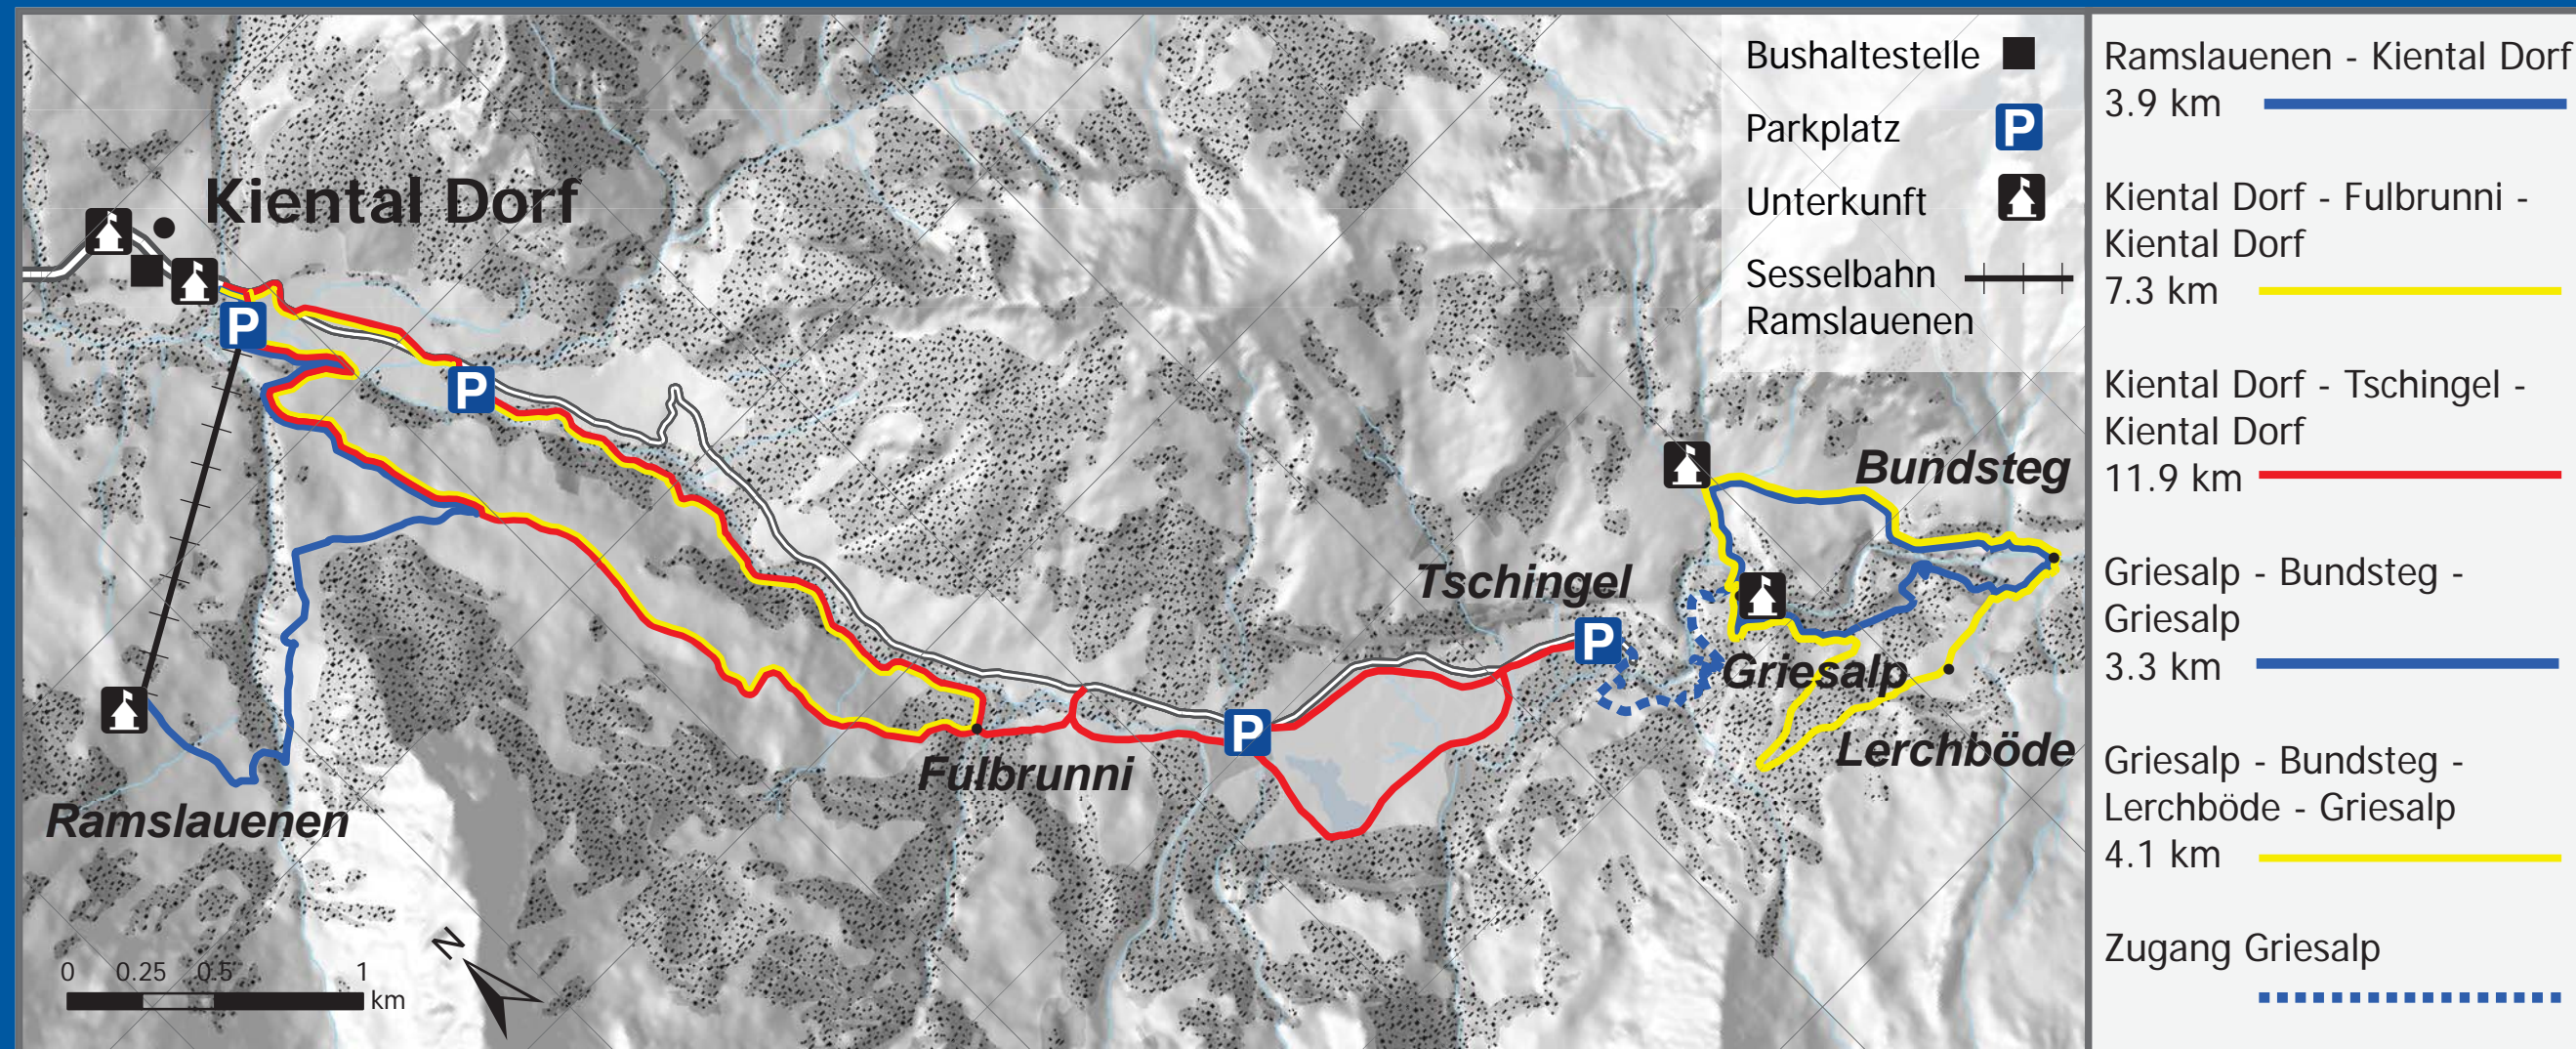 Bushaltestelle
Parkplatz P
Unterkunft
Sesselbahn
Ramslauenen
Kiental Dorf
P
P
Bundsteg
Tschingel
P
Griesalp
P
Lerchböde
Fulbrunni
Ramslauenen
N
0 0.25 0.5 1
km
Ramslauenen - Kiental Dorf
3.9 km
Kiental Dorf - Fulbrunni -
Kiental Dorf
7.3 km
Kiental Dorf - Tschingel -
Kiental Dorf
11.9 km
Griesalp - Bundsteg -
Griesalp
3.3 km
Griesalp - Bundsteg -
Lerchböde - Griesalp
4.1 km
Zugang Griesalp